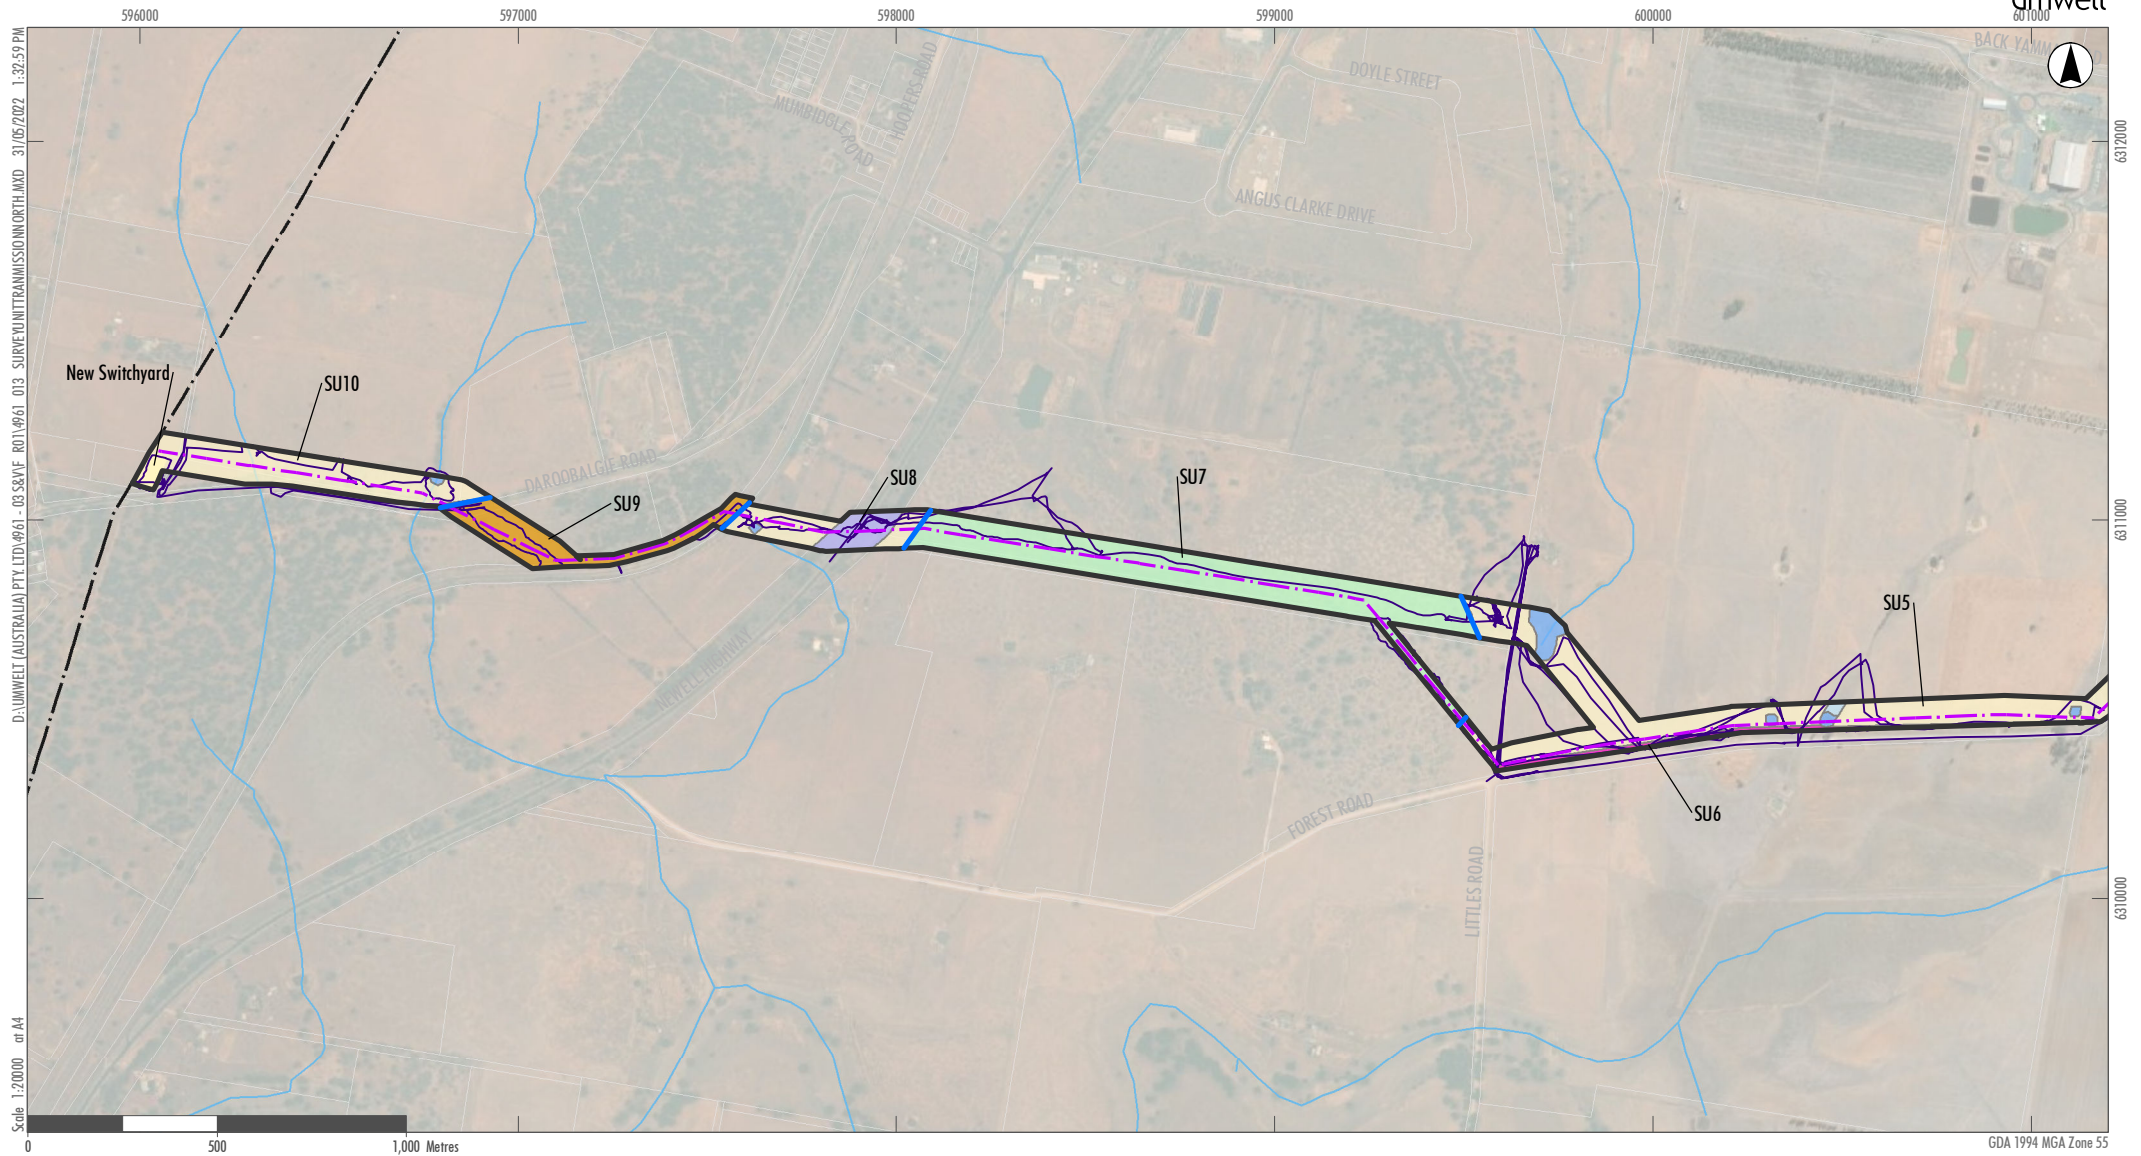 umwelt
596000
597000
598000
599000
600000
601000
D:\UMWELT (AUSTRALIA) PTY. LTD\4961 - 03 S&V\F R01\4961 013 SURVEYUNITTRANMISSIONNORTH.MXD 31/05/2022 1:32:59 PM
BACK YAMMA
DOYLE STREET
HOOPERS ROAD
MUMBIDGLE ROAD
6312000
ANGUS CLARKE DRIVE
New Switchyard
SU10
DAROOBALGIE ROAD
SU9
SU8
SU7
6311000
SU5
NEWELL HIGHWAY
SU6
FOREST ROAD
LITTLES ROAD
6310000
Scale 1:20000 at A4
0
500
1,000 Metres
GDA 1994 MGA Zone 55